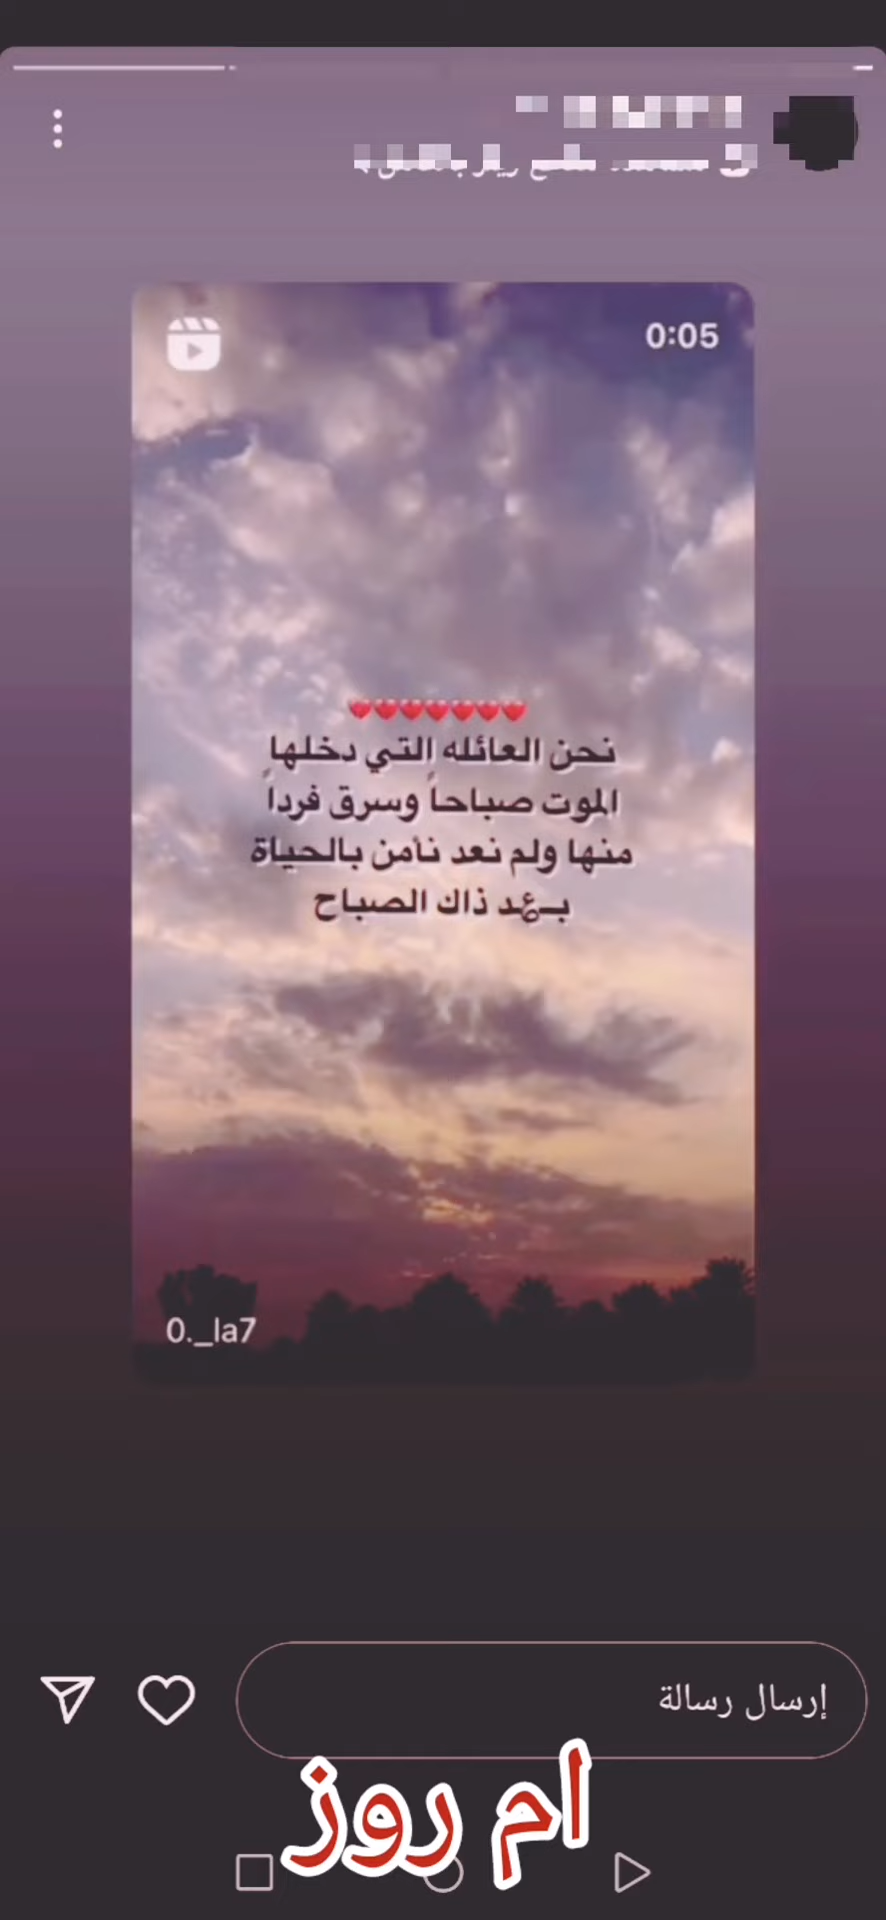 0:05
نحن العائله التي دخلها
الموت صباحاً وسرق فرداً
منها ولم نعد نأمن بالحياة
بــعد ذاك الصباح
0._la7
إرسال رسالة
ام روز